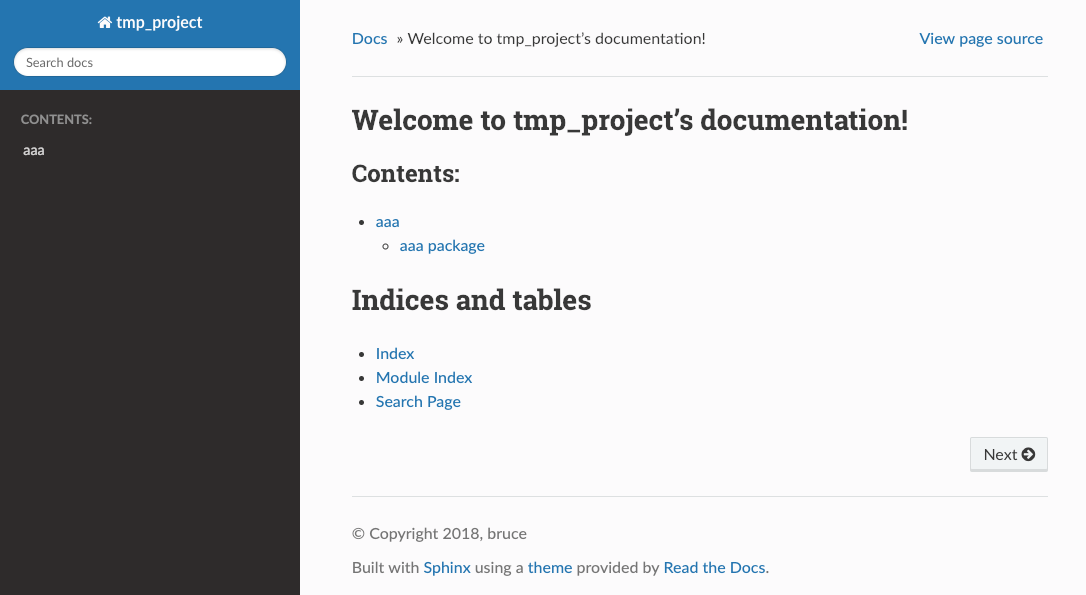 tmp_project
Search docs
CONTENTS:
aaa
Docs » Welcome to tmp_project’s documentation!
View page source
Welcome to tmp_project’s documentation!
Contents:
aaa
aaa package
Indices and tables
Index
Module Index
Search Page
Next
© Copyright 2018, bruce
Built with Sphinx using a theme provided by Read the Docs.